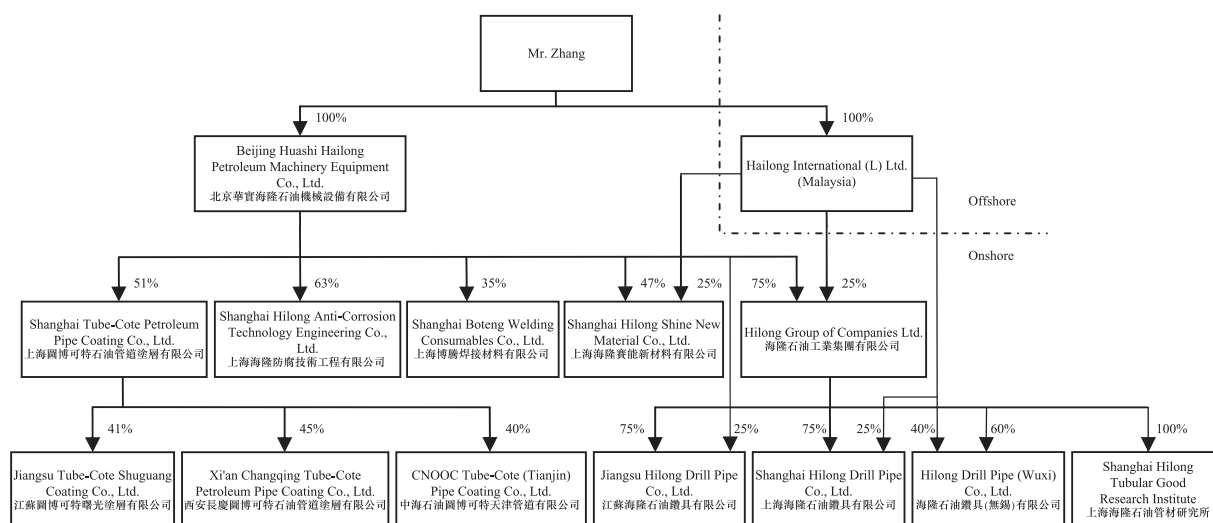 Mr. Zhang
100%
100%
Beijing Huashi Hailong
Petroleum Machinery Equipment
Co., Ltd.
北京華實海隆石油機械設備有限公司
Hailong International (L) Ltd.
(Malaysia)
Offshore
Onshore
51%
63%
35%
47%
25%
75%
25%
Shanghai Tube-Cote Petroleum
Pipe Coating Co., Ltd.
上海圖博可特石油管道塗層有限公司
Shanghai Hilong Anti-Corrosion
Technology Engineering Co.,
Ltd.
上海海隆防腐技術工程有限公司
Shanghai Boteng Welding
Consumables Co., Ltd.
上海博騰焊接材料有限公司
Shanghai Hilong Shine New
Material Co., Ltd.
上海海隆賽能新材料有限公司
Hilong Group of Companies Ltd.
海隆石油工業集團有限公司
41%
45%
40%
75%
25%
75%
25%
40%
60%
100%
Jiangsu Tube-Cote Shuguang
Coating Co., Ltd.
江蘇圖博可特曙光塗層有限公司
Xi'an Changqing Tube-Cote
Petroleum Pipe Coating Co., Ltd.
西安長慶圖博可特石油管道塗層有限公司
CNOOC Tube-Cote (Tianjin)
Pipe Coating Co., Ltd.
中海石油圖博可特天津管道有限公司
Jiangsu Hilong Drill Pipe
Co., Ltd.
江蘇海隆石油鑽具有限公司
Shanghai Hilong Drill Pipe
Co., Ltd.
上海海隆石油鑽具有限公司
Hilong Drill Pipe (Wuxi)
Co., Ltd.
海隆石油鑽具(無錫)有限公司
Shanghai Hilong
Tubular Good
Research Institute
上海海隆石油管材研究所